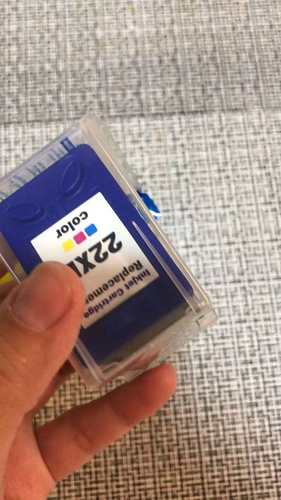 Inkjet Cartridge
Replacement
22XL
color